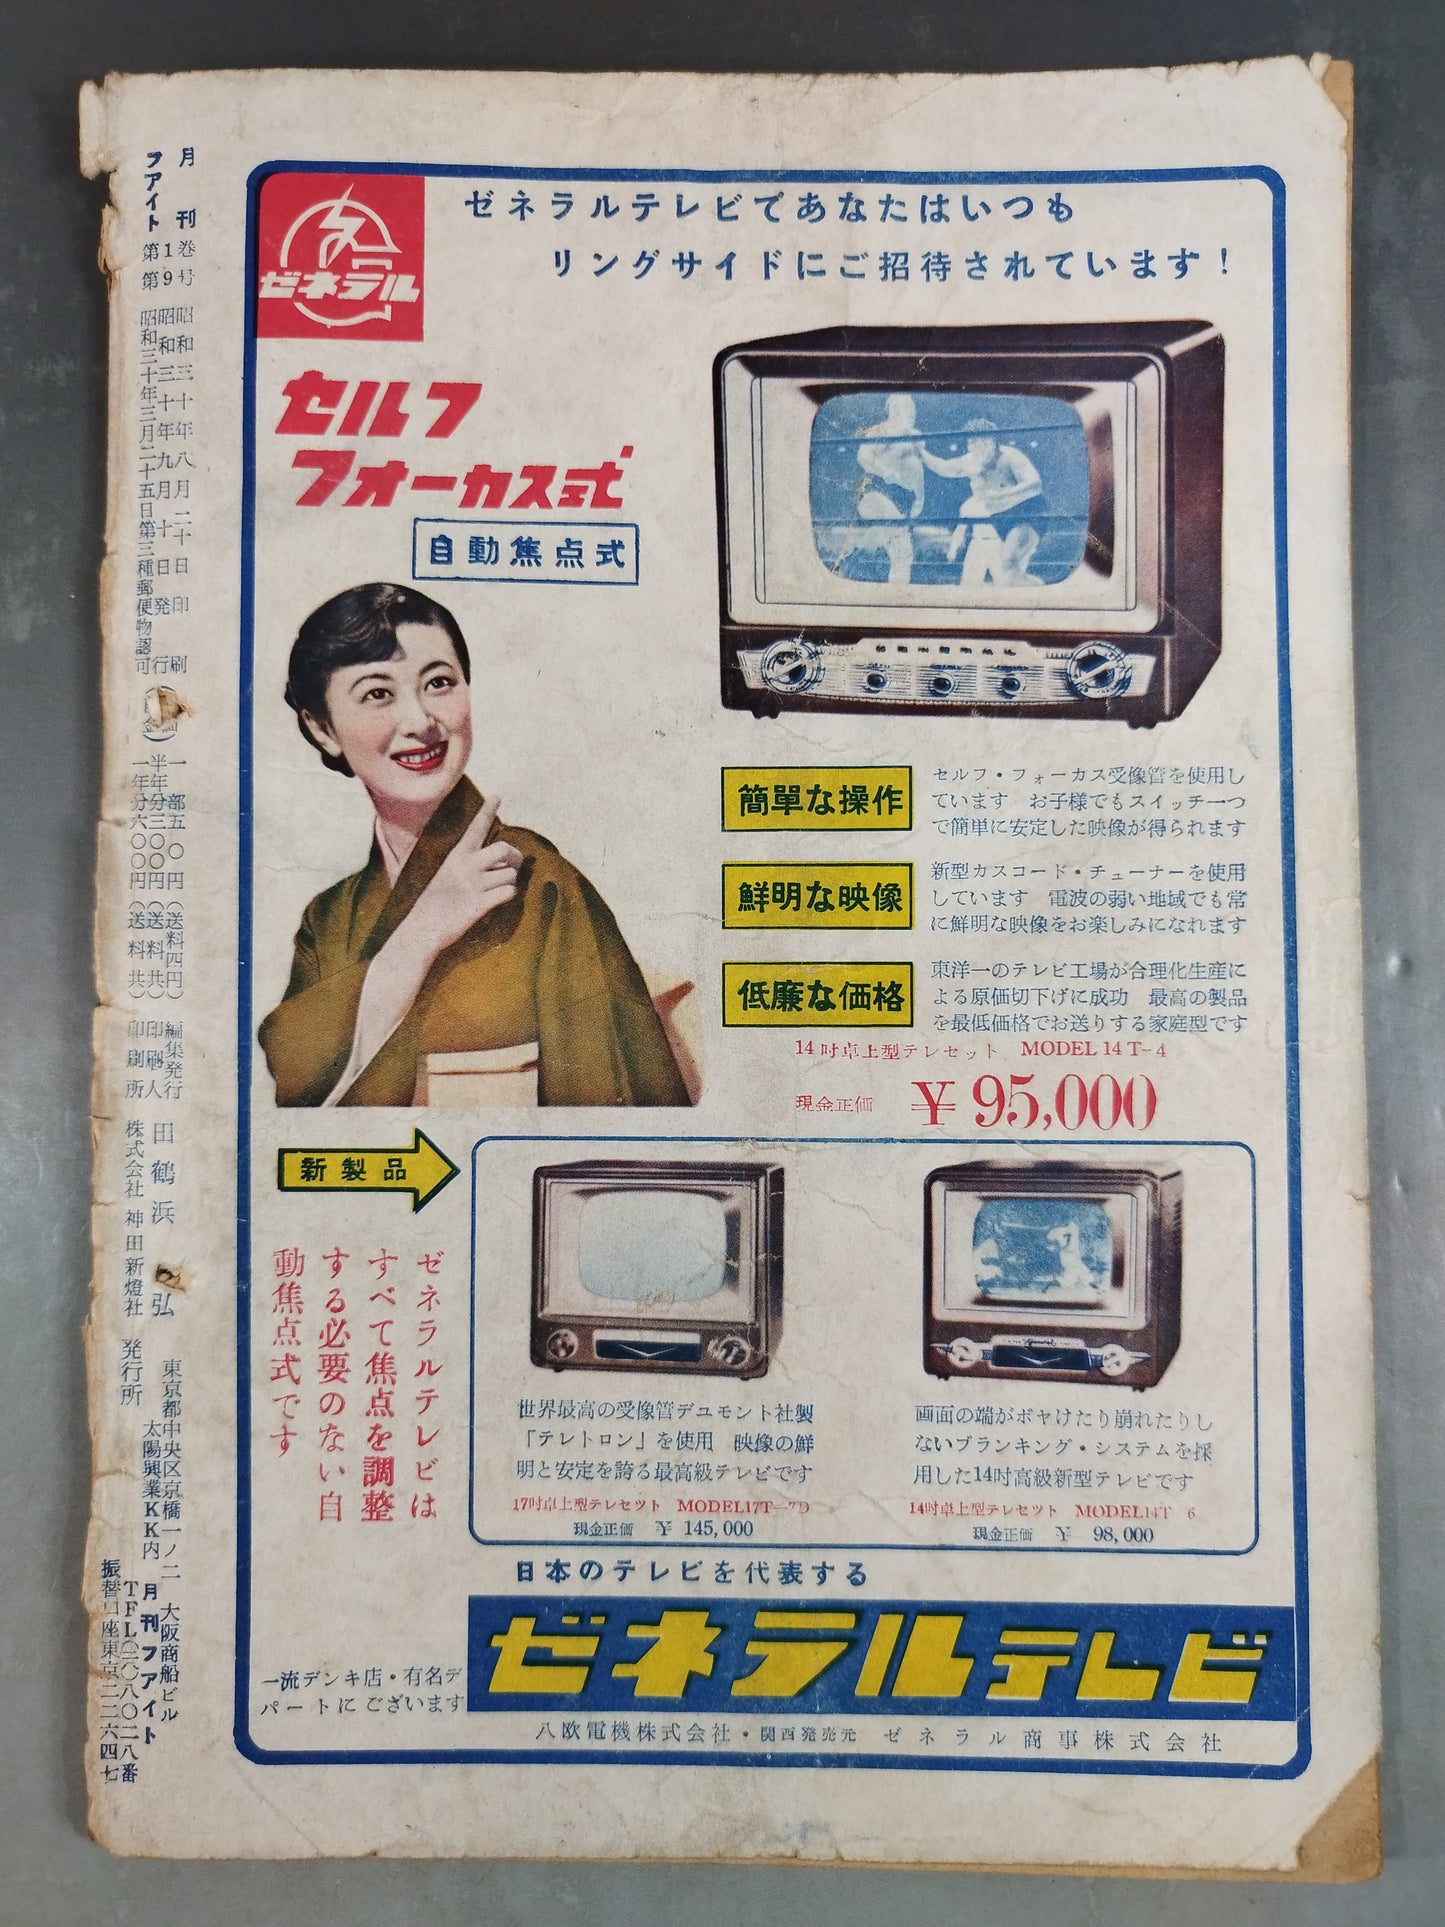 月刊
ファイト
第1巻
第9号
昭和三十年八月二十日印刷
昭和三十年九月十日発行
昭和三十年三月二十五日第三種郵便物認可
一部五〇円(送料四円)
半年分三〇〇円(送料共)
一年分六〇〇円(送料共)
編集発行
印刷人
田鶴浜弘
印刷所
株式会社 神田新燈社
発行所
東京都中央区京橋一ノ二 大阪商船ビル
太陽興業KK内 月刊ファイト
振替口座東京二二六四七
ゼネラル
ゼネラルテレビであなたはいつも
リングサイドにご招待されています!
セルフ
フォーカス式
自動焦点式
簡單な操作
セルフ・フォーカス受像管を使用し
ています お子様でもスイッチ一つ
で簡単に安定した映像が得られます
鮮明な映像
新型カスコード・チューナーを使用
しています 電波の弱い地域でも常
に鮮明な映像をお楽しみになれます
低廉な価格
東洋一のテレビ工場が合理化生産に
よる原価切下げに成功 最高の製品
を最低価格でお送りする家庭型です
14吋卓上型テレセット MODEL 14T-4
現金正価 ¥95,000
新製品
ゼネラルテレビは
すべて焦点を調整
する必要のない自
動焦点式です
世界最高の受像管デユモント社製
「テレトロン」を使用 映像の鮮
明と安定を誇る最高級テレビです
17吋卓上型テレセット MODEL17T-7D
現金正価 ¥ 145,000
画面の端がボヤけたり崩れたりし
ないブランキング・システムを採
用した14吋高級新型テレビです
14吋卓上型テレセット MODEL14T 6
現金正価 ¥ 98,000
日本のテレビを代表する
ゼネラルテレビ
一流デンキ店・有名デ
パートにございます
八欧電機株式会社・関西発売元 ゼネラル商事株式会社